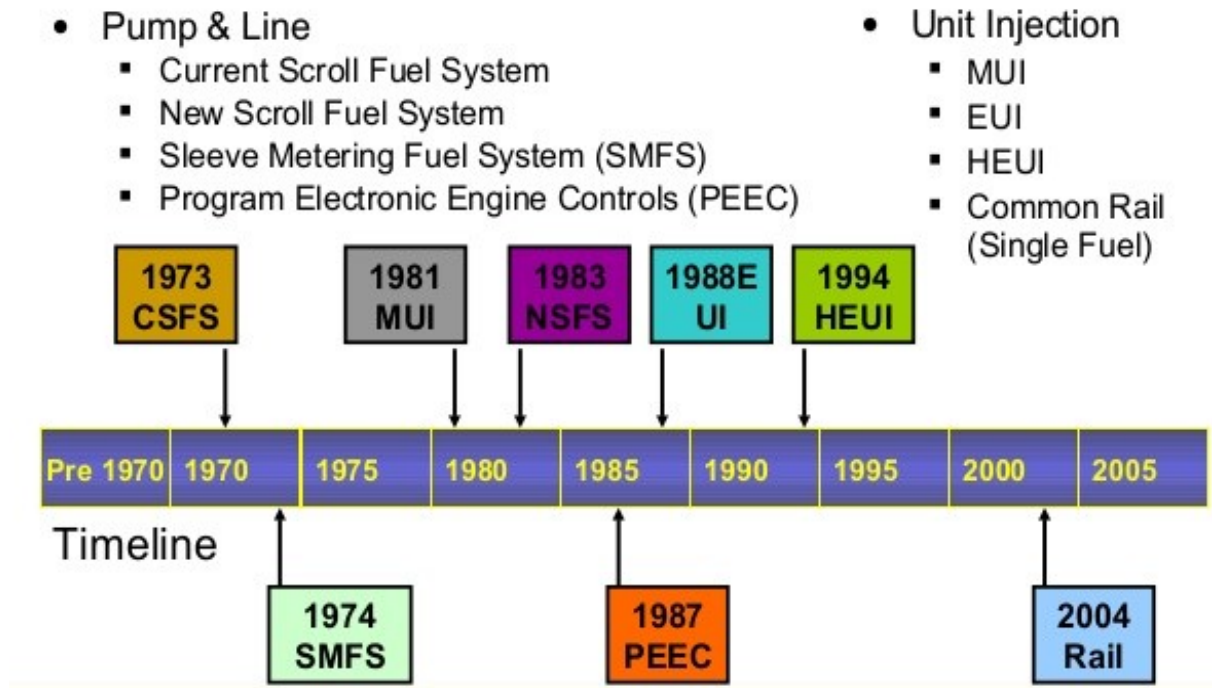 • Pump & Line
▪ Current Scroll Fuel System
▪ New Scroll Fuel System
▪ Sleeve Metering Fuel System (SMFS)
▪ Program Electronic Engine Controls (PEEC)
• Unit Injection
▪ MUI
▪ EUI
▪ HEUI
▪ Common Rail
(Single Fuel)
1973
CSFS
1981
MUI
1983
NSFS
1988E
UI
1994
HEUI
Pre 1970 1970 1975 1980 1985 1990 1995 2000 2005
Timeline
1974
SMFS
1987
PEEC
2004
Rail